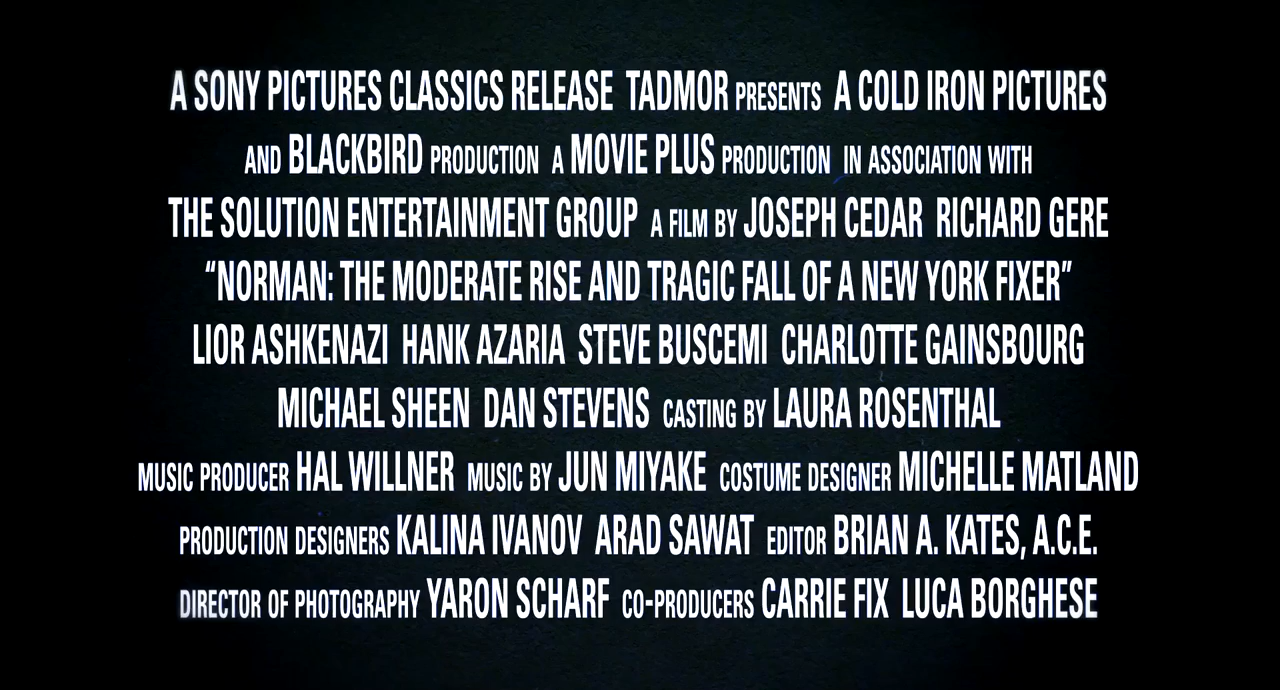 A SONY PICTURES CLASSICS RELEASE TADMOR PRESENTS A COLD IRON PICTURES
AND BLACKBIRD PRODUCTION A MOVIE PLUS PRODUCTION IN ASSOCIATION WITH
THE SOLUTION ENTERTAINMENT GROUP A FILM BY JOSEPH CEDAR RICHARD GERE
“NORMAN: THE MODERATE RISE AND TRAGIC FALL OF A NEW YORK FIXER”
LIOR ASHKENAZI HANK AZARIA STEVE BUSCEMI CHARLOTTE GAINSBOURG
MICHAEL SHEEN DAN STEVENS CASTING BY LAURA ROSENTHAL
MUSIC PRODUCER HAL WILLNER MUSIC BY JUN MIYAKE COSTUME DESIGNER MICHELLE MATLAND
PRODUCTION DESIGNERS KALINA IVANOV ARAD SAWAT EDITOR BRIAN A. KATES, A.C.E.
DIRECTOR OF PHOTOGRAPHY YARON SCHARF CO-PRODUCERS CARRIE FIX LUCA BORGHESE